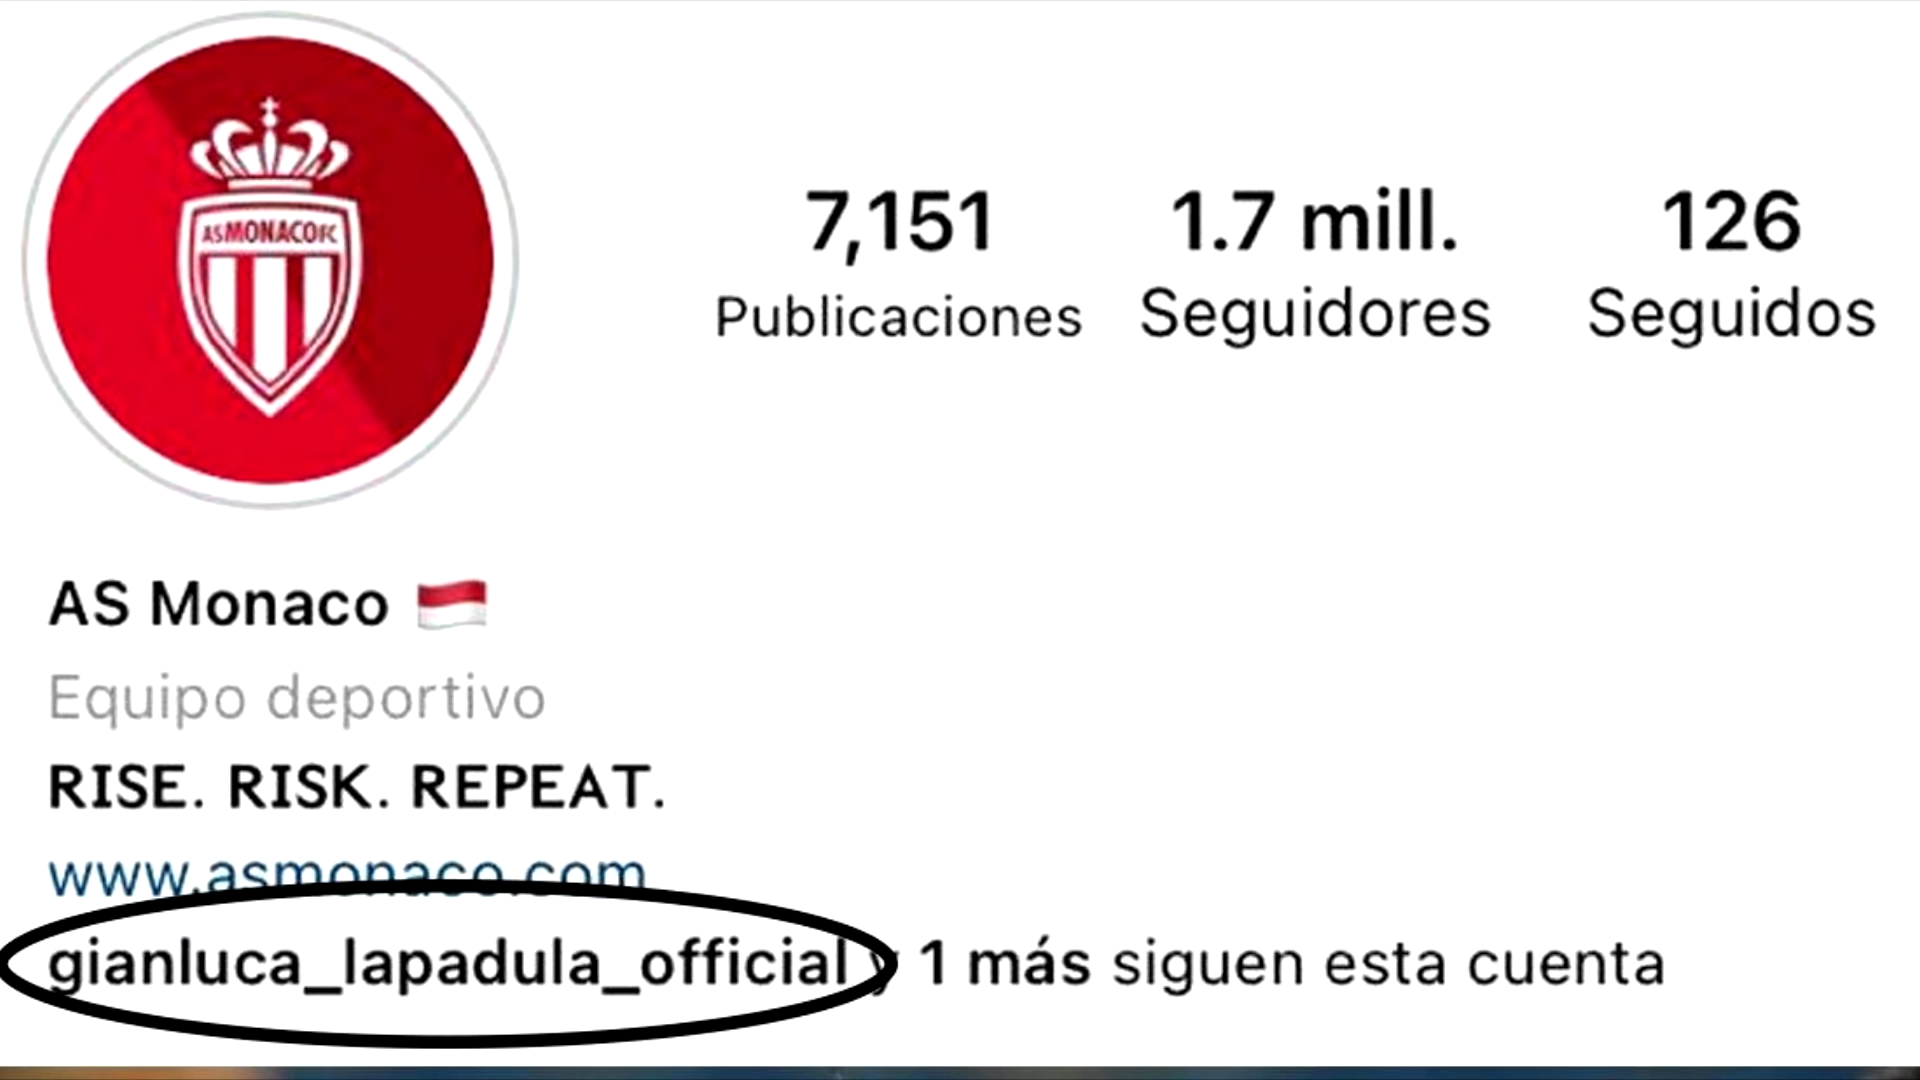 ASMONACOFC
7,151 1.7 mill. 126
Publicaciones Seguidores Seguidos
AS Monaco
Equipo deportivo
RISE. RISK. REPEAT.
www.asmonaco.com
gianluca_lapadula_official y 1 más siguen esta cuenta